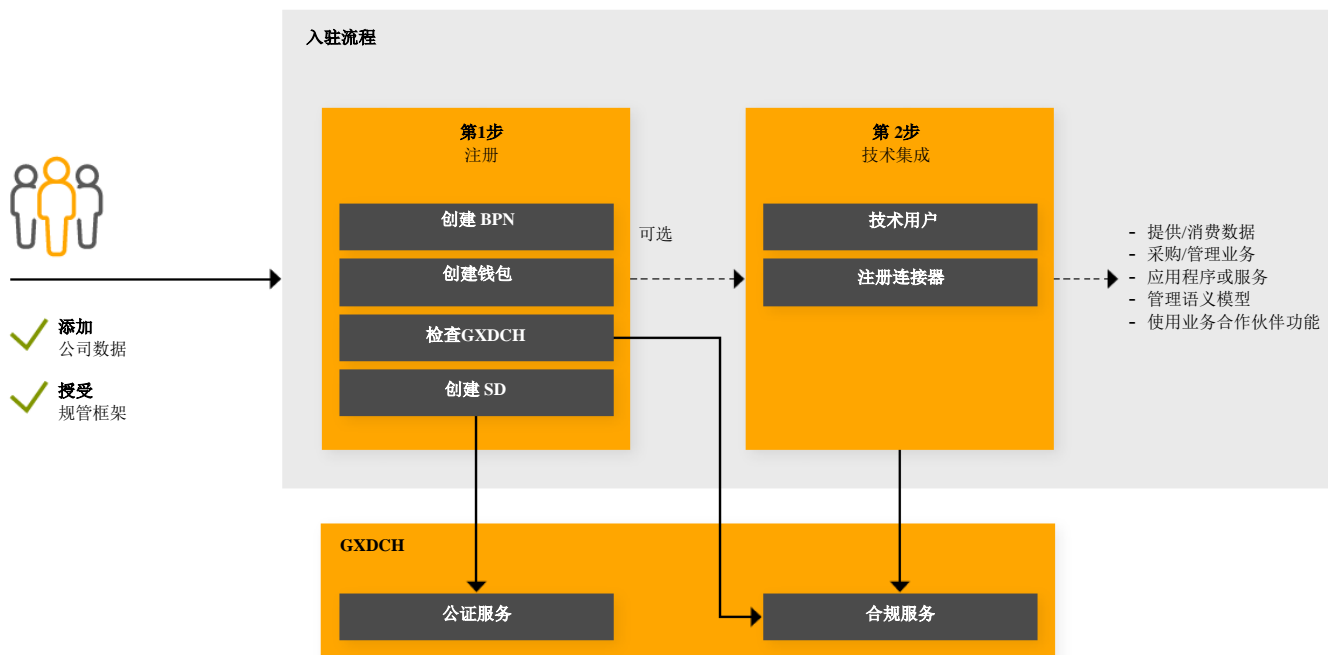 入驻流程
第1步
注册
创建 BPN
创建钱包
检查GXDCH
创建 SD
可选
第 2步
技术集成
技术用户
注册连接器
- 提供/消费数据
- 采购/管理业务
- 应用程序或服务
- 管理语义模型
- 使用业务合作伙伴功能
添加
公司数据
授受
规管框架
GXDCH
公证服务
合规服务